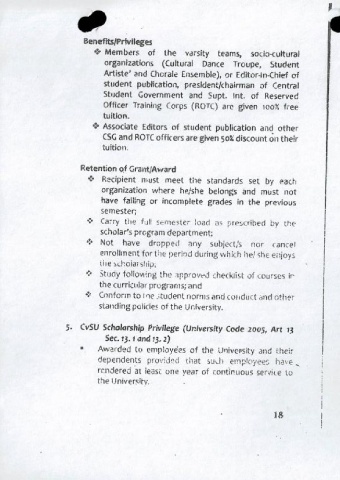 Benefits/Privileges
❖ Members of the varsity teams, socio-cultural
organizations (Cultural Dance Troupe, Student
Artiste' and Chorale Ensemble), or Editor-in-Chief of
student publication, president/chairman of Central
Student Government and Supt. Int. of Reserved
Officer Training Corps (ROTC) are given 100% free
tuition.
❖ Associate Editors of student publication and other
CSG and ROTC officers are given 50% discount on their
tuition.
Retention of Grant/Award
❖ Recipient must meet the standards set by each
organization where he/she belongs and must not
have failing or incomplete grades in the previous
semester;
❖ Carry the full semester load as prescribed by the
scholar's program department;
❖ Not have dropped any subject/s nor cancel
enrollment for the period during which he/she enjoys
the scholarship;
❖ Study following the approved checklist of courses in
the curricular programs; and
❖ Conform to the student norms and conduct and other
standing policies of the University.
5. CvSU Scholarship Privilege (University Code 2005, Art 13
Sec. 13. 1 and 13. 2)
• Awarded to employees of the University and their
dependents provided that such employees have
rendered at least one year of continuous service to
the University.
18